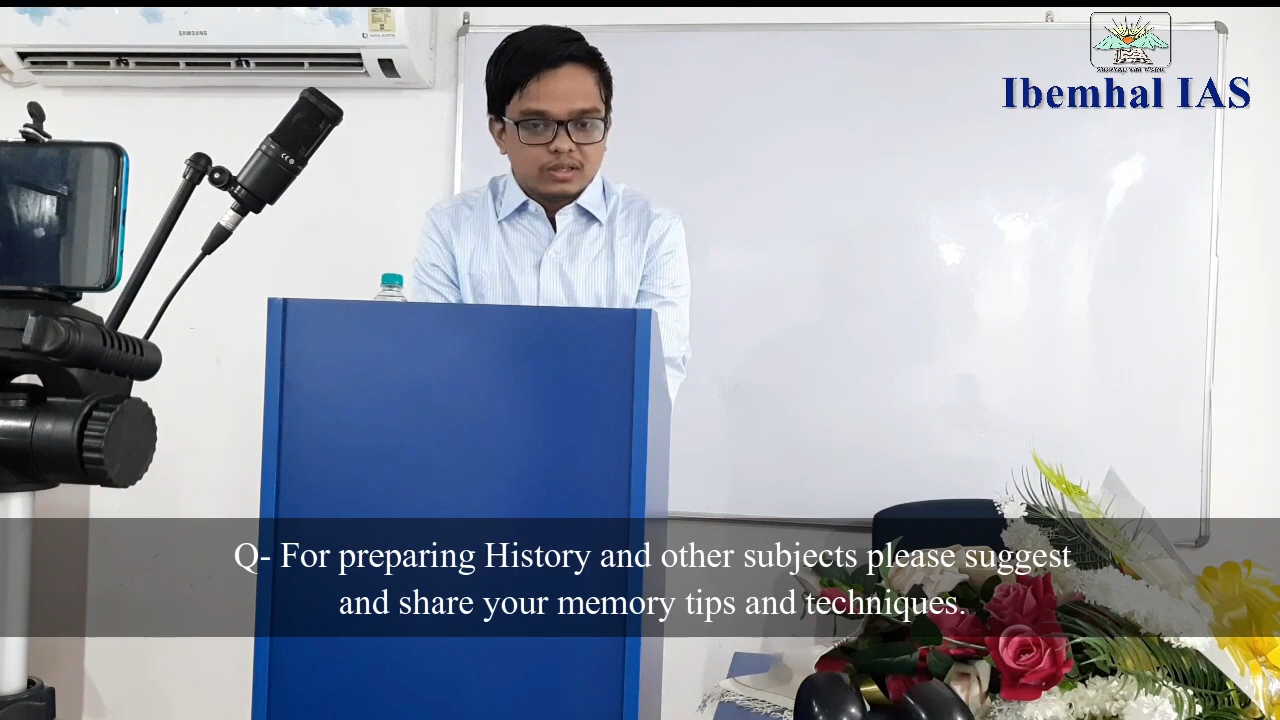 SAMSUNG
Ibemhal IAS
Q- For preparing History and other subjects please suggest
and share your memory tips and techniques.